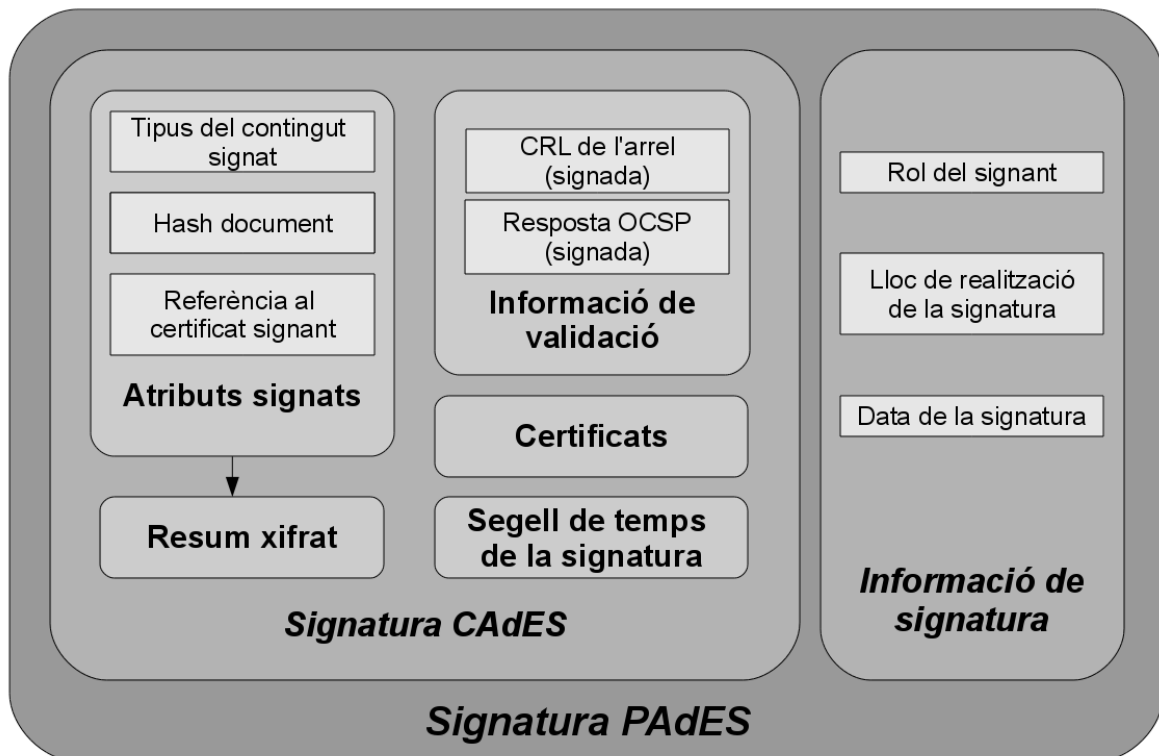 Tipus del contingut
signat
Hash document
Referència al
certificat signant
Atributs signats
Resum xifrat
CRL de l'arrel
(signada)
Resposta OCSP
(signada)
Informació de
validació
Certificats
Segell de temps
de la signatura
Signatura CAdES
Rol del signant
Lloc de realització
de la signatura
Data de la signatura
Informació de
signatura
Signatura PAdES